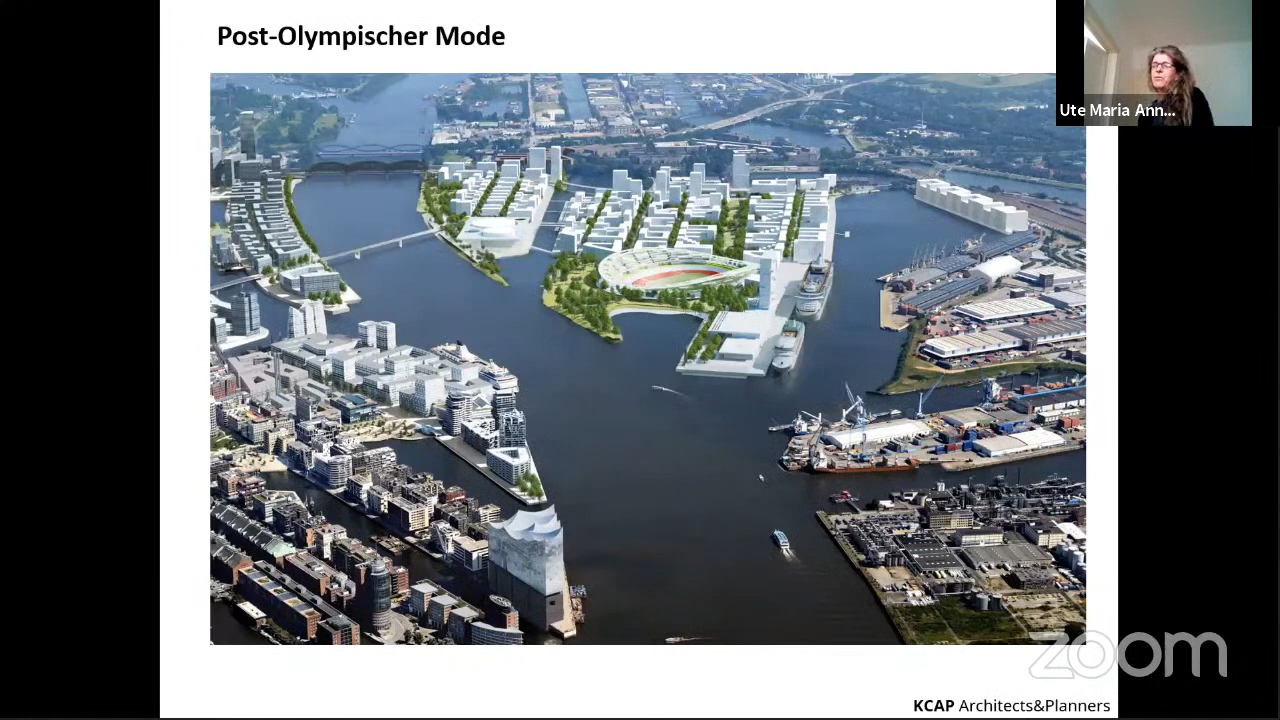 Post-Olympischer Mode
Ute Maria Ann...
zoom
KCAP Architects&Planners